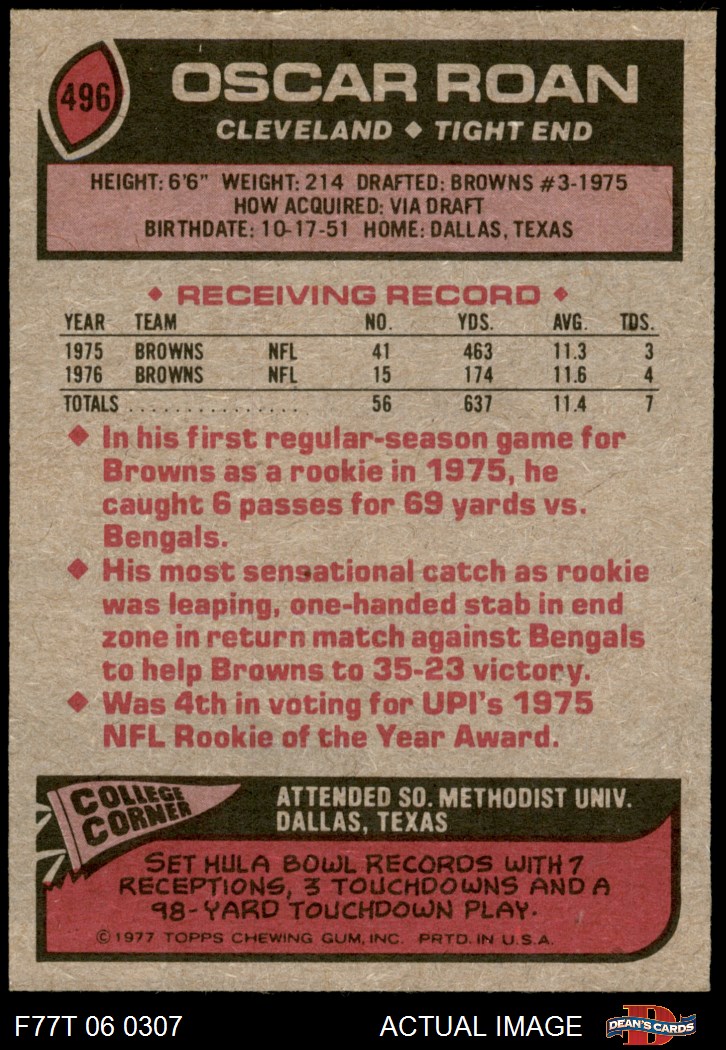 496
OSCAR ROAN
CLEVELAND ◆ TIGHT END
HEIGHT: 6'6" WEIGHT: 214 DRAFTED: BROWNS #3-1975
HOW ACQUIRED: VIA DRAFT
BIRTHDATE: 10-17-51 HOME: DALLAS, TEXAS
◆ RECEIVING RECORD ◆
YEAR TEAM NO. YDS. AVG. TDS.
1975 BROWNS NFL 41 463 11.3 3
1976 BROWNS NFL 15 174 11.6 4
TOTALS ................ 56 637 11.4 7
◆ In his first regular-season game for
Browns as a rookie in 1975, he
caught 6 passes for 69 yards vs.
Bengals.
◆ His most sensational catch as rookie
was leaping, one-handed stab in end
zone in return match against Bengals
to help Browns to 35-23 victory.
◆ Was 4th in voting for UPI's 1975
NFL Rookie of the Year Award.
COLLEGE
CORNER
ATTENDED SO. METHODIST UNIV.
DALLAS, TEXAS
SET HULA BOWL RECORDS WITH 7
RECEPTIONS, 3 TOUCHDOWNS AND A
98-YARD TOUCHDOWN PLAY.
© 1977 TOPPS CHEWING GUM, INC. PRTD. IN U.S.A.
F77T 06 0307 ACTUAL IMAGE
DEAN'S CARDS